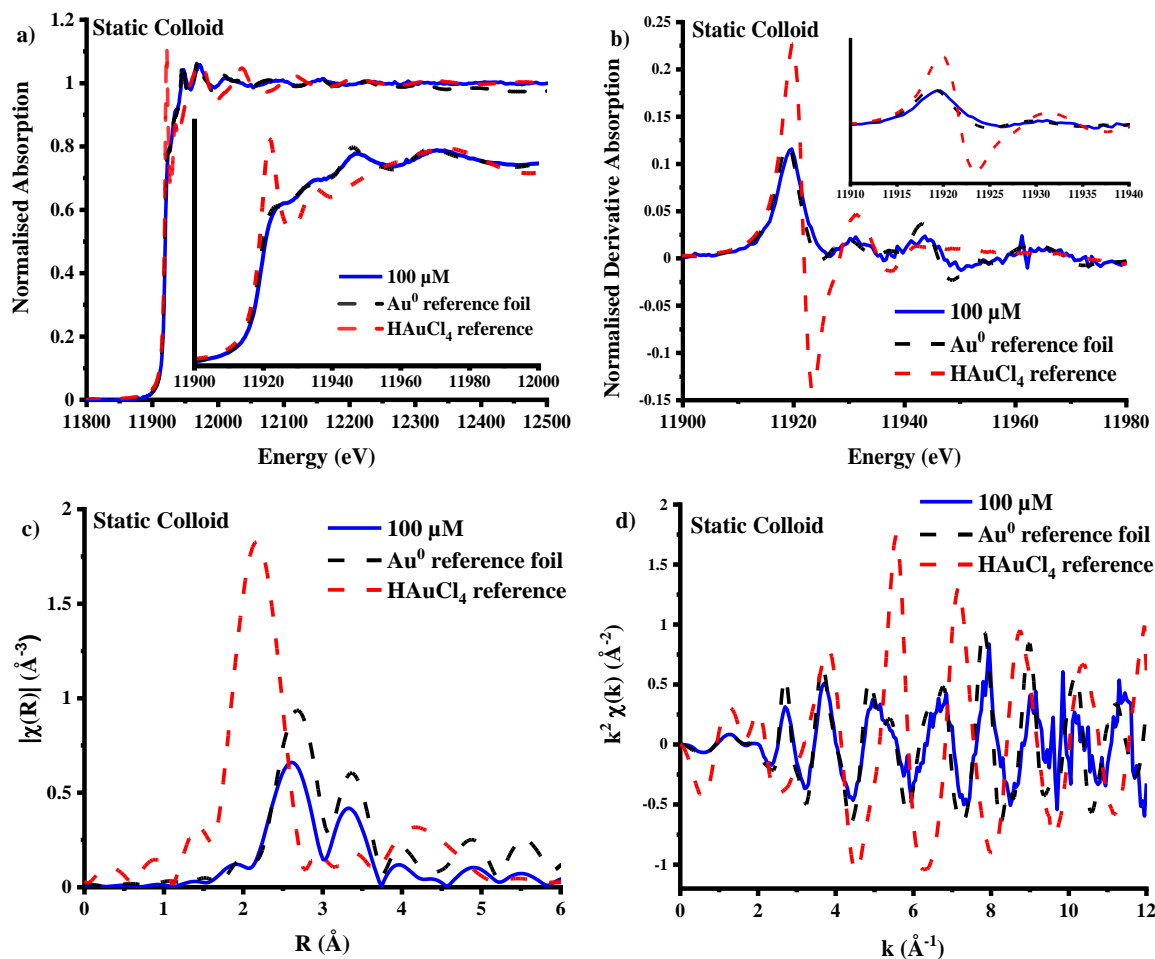 a)
Static Colloid
Normalised Absorption
1.2
1
0.8
0.6
0.4
0.2
0
100 μM
Au⁰ reference foil
HAuCl₄ reference
11900 11920 11940 11960 11980 12000
11800 11900 12000 12100 12200 12300 12400 12500
Energy (eV)
b)
Static Colloid
Normalised Derivative Absorption
0.25
0.20
0.15
0.10
0.05
0
-0.05
-0.10
-0.15
11910 11915 11920 11925 11930 11935 11940
100 μM
Au⁰ reference foil
HAuCl₄ reference
11900 11920 11940 11960 11980
Energy (eV)
c)
Static Colloid
|χ(R)| (Å⁻³)
2
1.5
1
0.5
0
100 μM
Au⁰ reference foil
HAuCl₄ reference
0 1 2 3 4 5 6
R (Å)
d)
Static Colloid
k² χ(k) (Å⁻²)
2
1.5
1
0.5
0
-0.5
-1
100 μM
Au⁰ reference foil
HAuCl₄ reference
0 2 4 6 8 10 12
k (Å⁻¹)